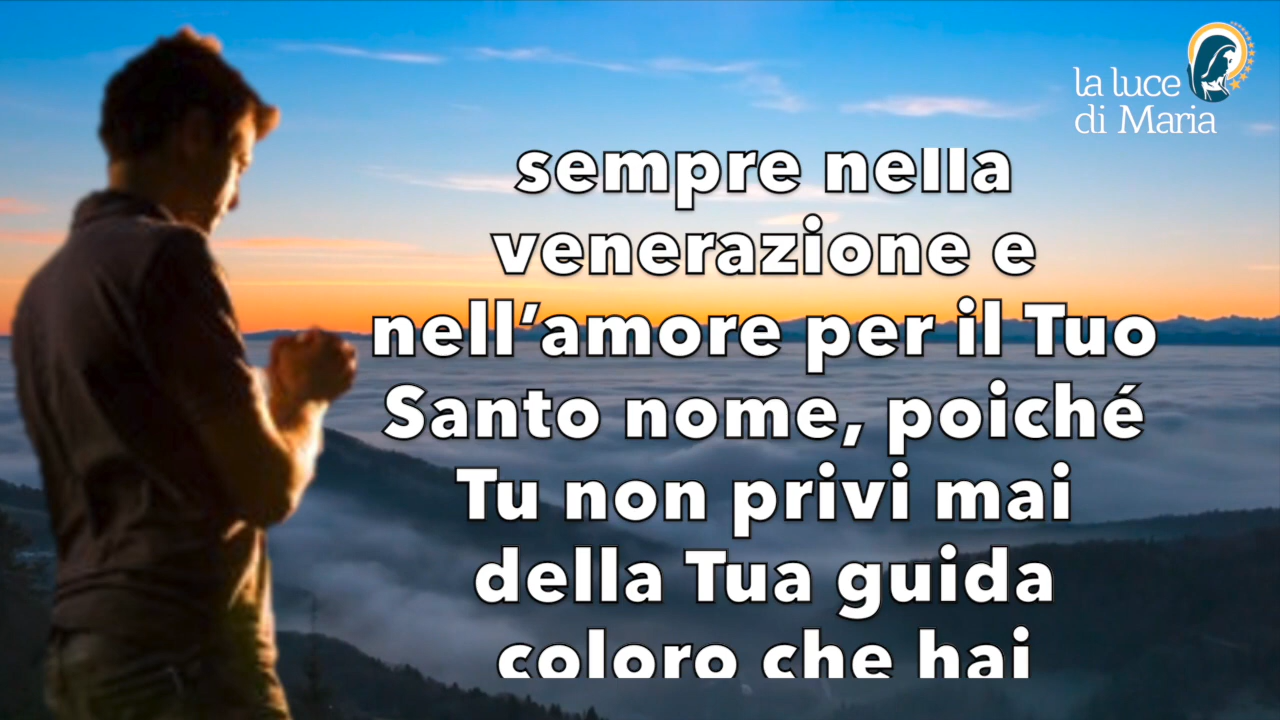 la luce
di Maria
sempre nella
venerazione e
nell’amore per il Tuo
Santo nome, poiché
Tu non privi mai
della Tua guida
coloro che hai